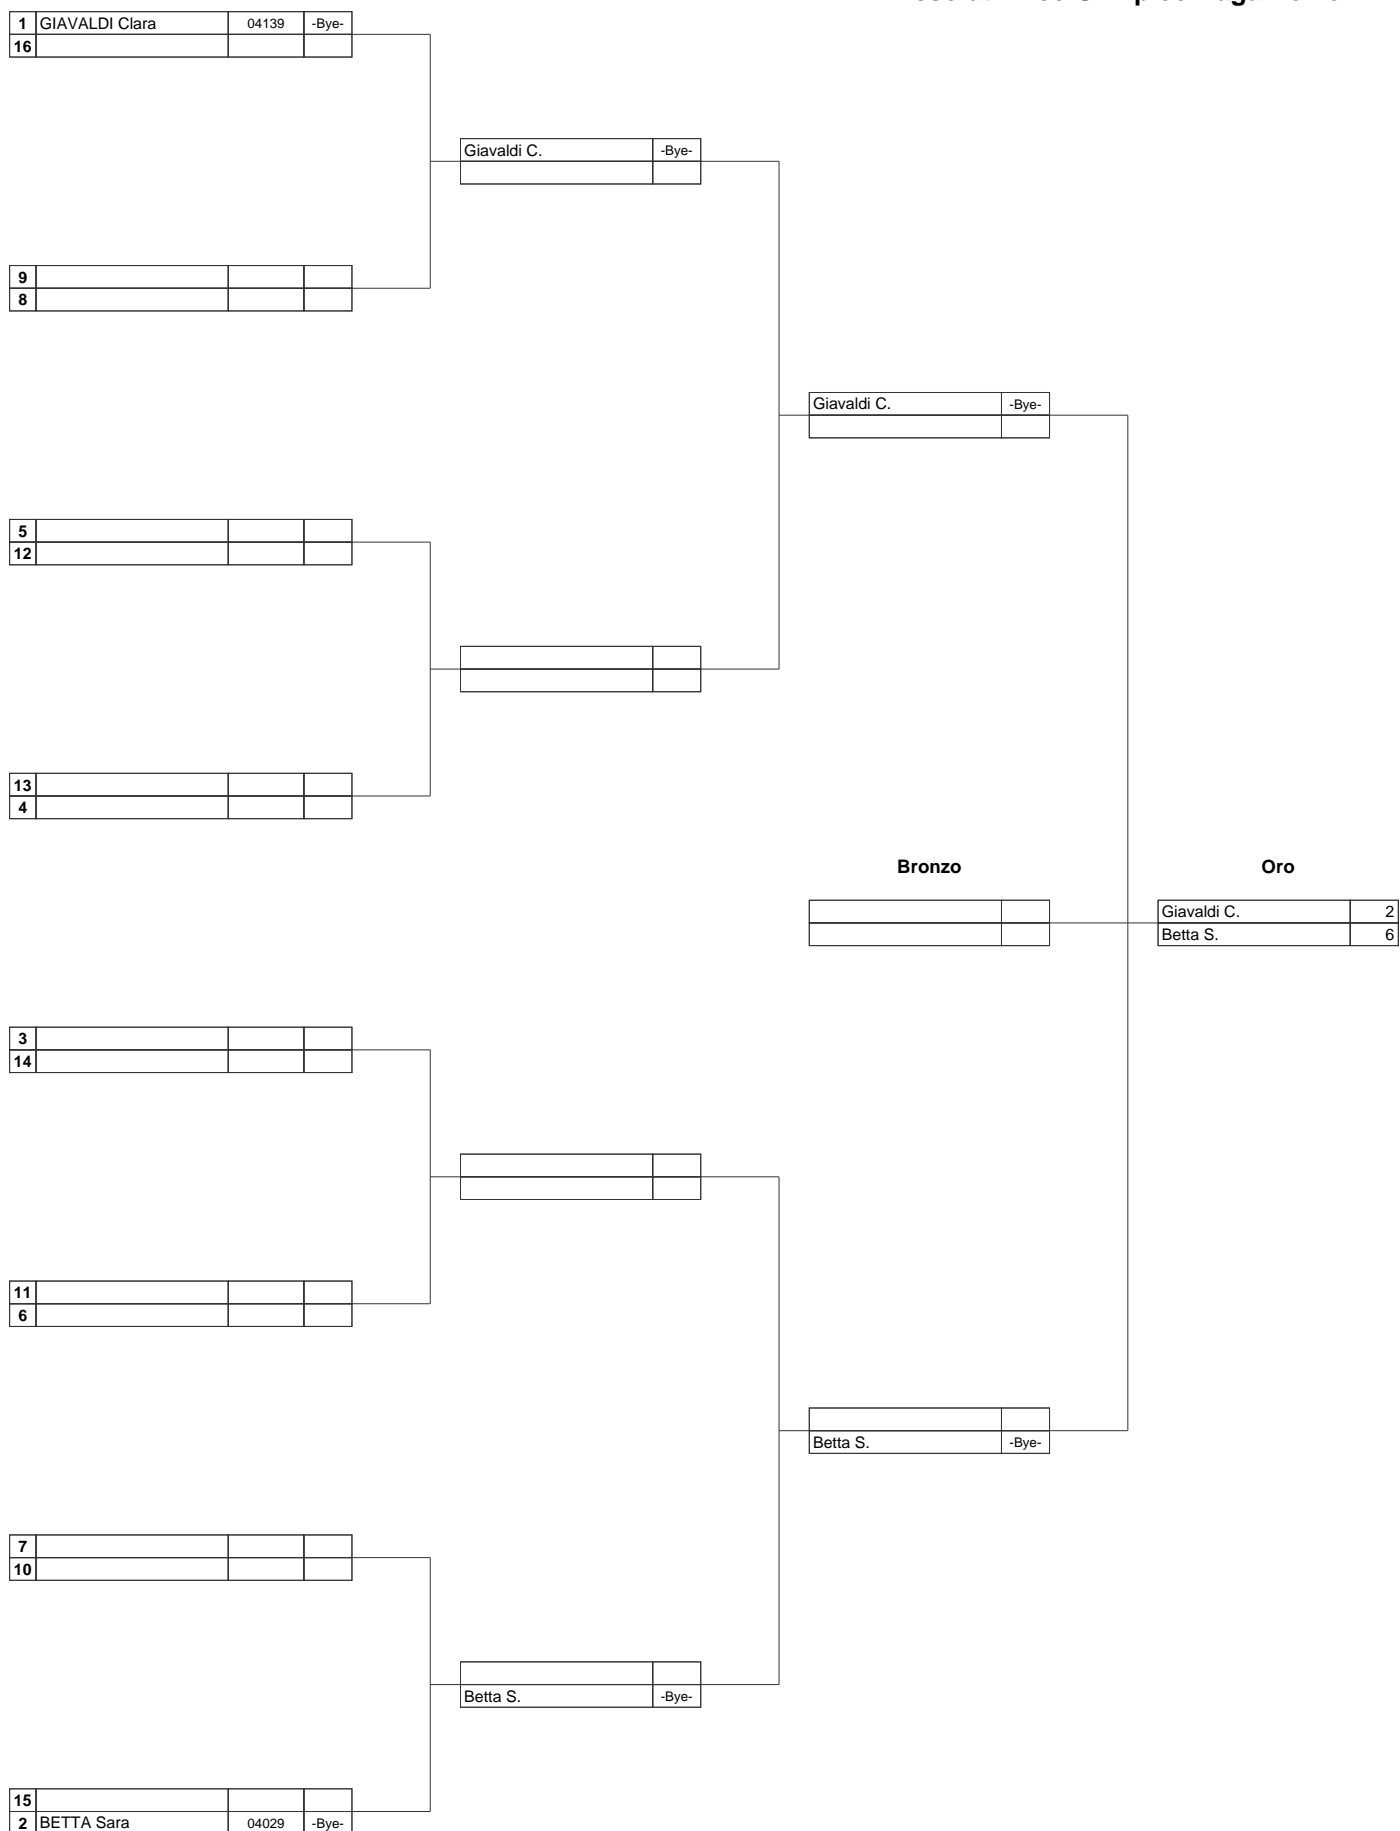 1 GIAVALDI Clara 04139 -Bye-
16
Giavaldi C. -Bye-
9
8
Giavaldi C. -Bye-
5
12
13
4
Bronzo Oro
Giavaldi C. 2
Betta S. 6
3
14
11
6
Betta S. -Bye-
7
10
Betta S. -Bye-
15
2 BETTA Sara 04029 -Bye-